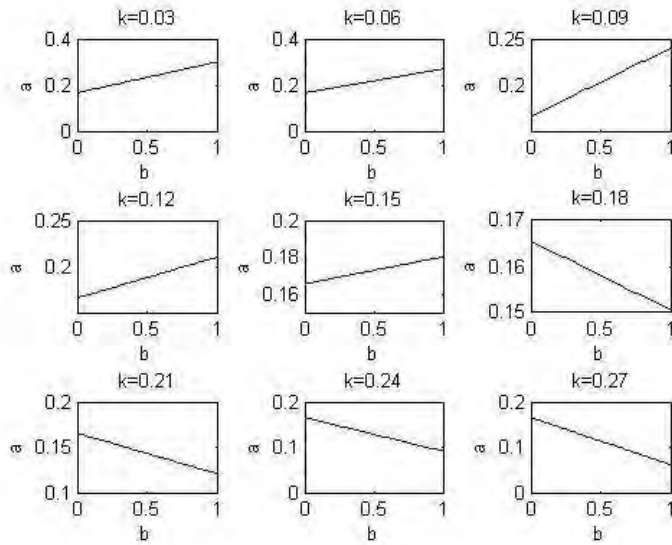 k=0.03 k=0.06 k=0.09
0.4 0.4 0.25
a 0.2 a 0.2 a 0.2
0 0
0 0.5 1 0 0.5 1 0 0.5 1
b b b
k=0.12 k=0.15 k=0.18
0.25 0.2 0.17
a 0.2 a 0.18 a 0.16
0.16 0.15
0 0.5 1 0 0.5 1 0 0.5 1
b b b
k=0.21 k=0.24 k=0.27
0.2 0.2 0.2
a 0.15 a 0.1 a 0.1
0.1 0 0
0 0.5 1 0 0.5 1 0 0.5 1
b b b